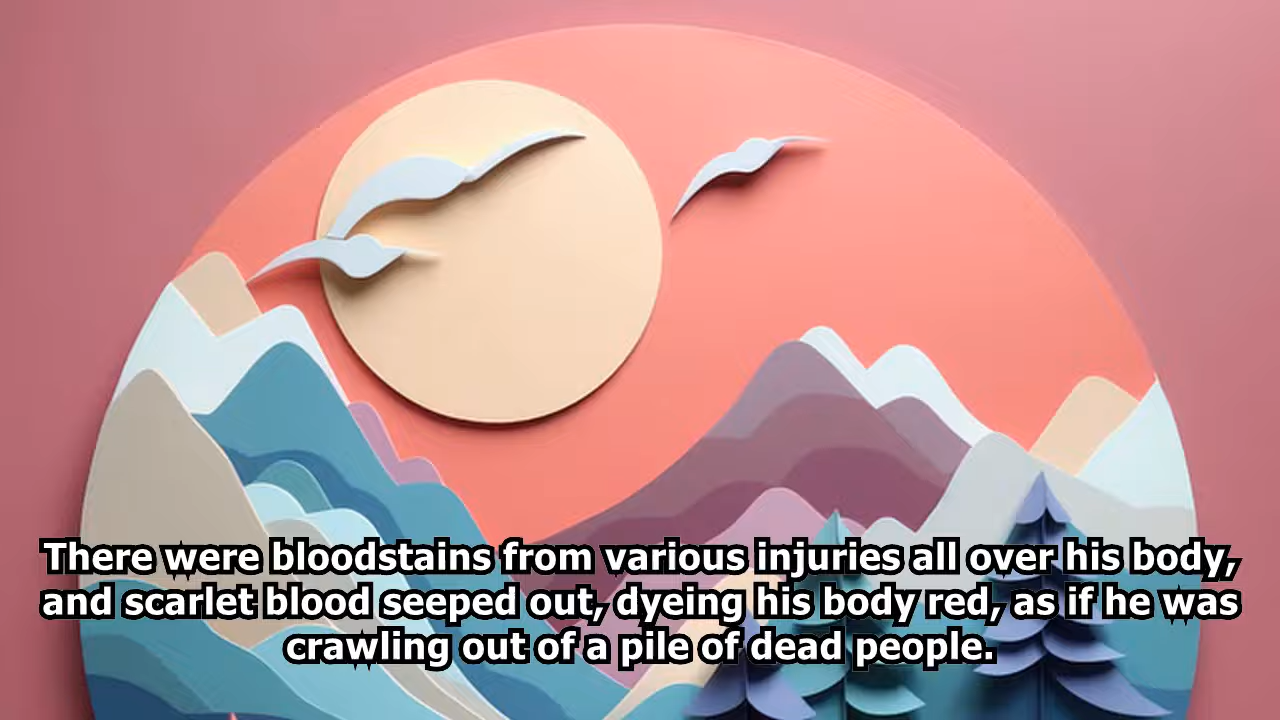 There were bloodstains from various injuries all over his body,
and scarlet blood seeped out, dyeing his body red, as if he was
crawling out of a pile of dead people.